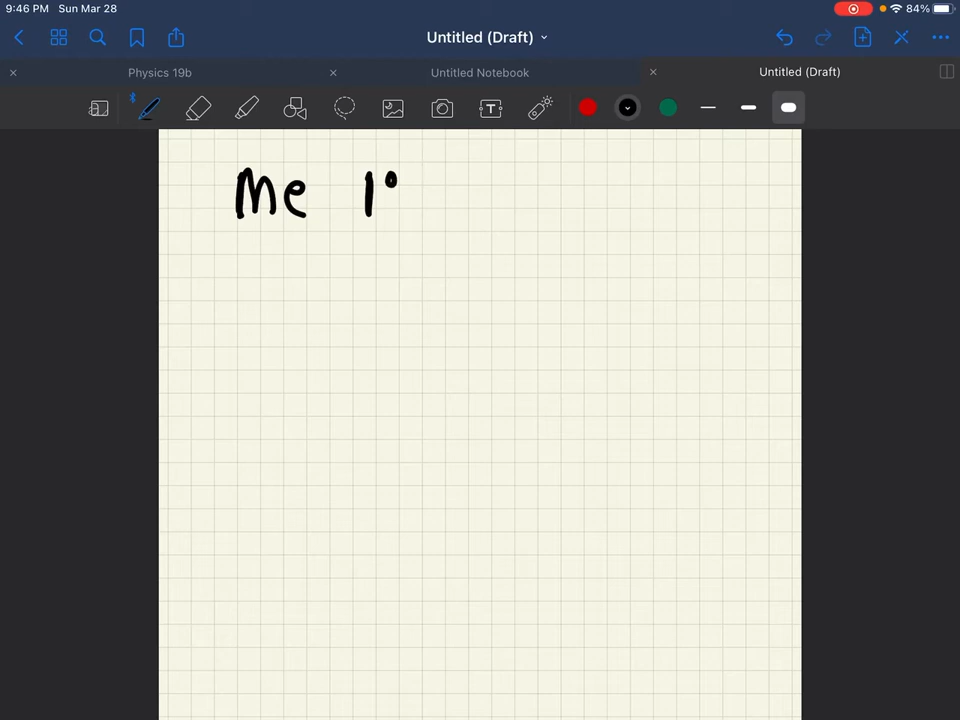 9:46 PM Sun Mar 28 84%
Untitled (Draft)
Physics 19b Untitled Notebook Untitled (Draft)
T
Me 1°